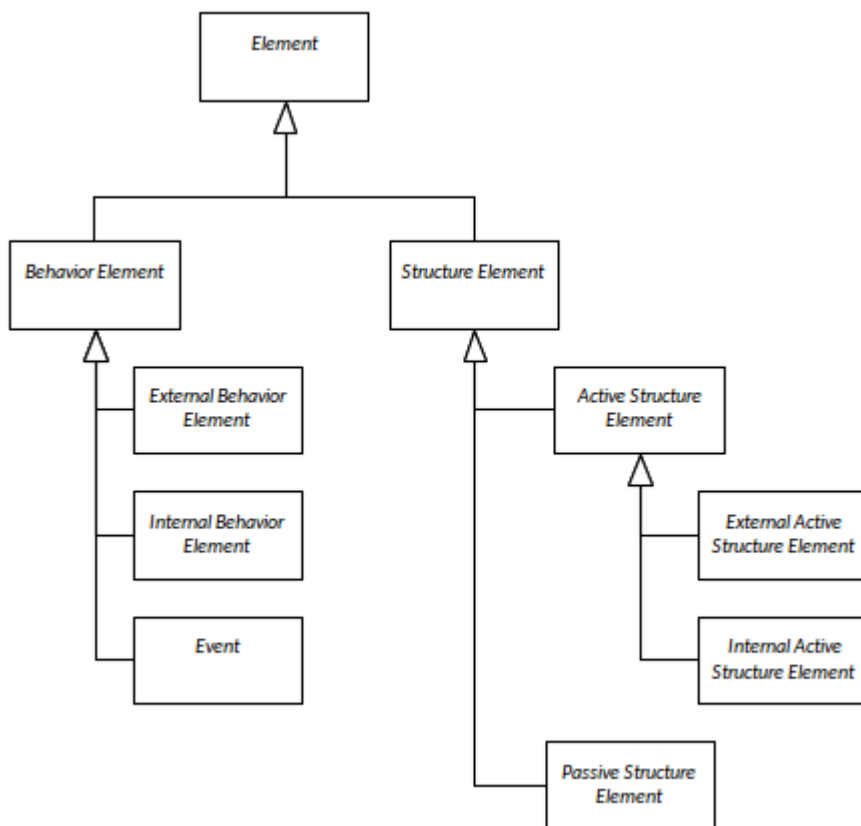 Element
Behavior Element
Structure Element
External Behavior
Element
Active Structure
Element
Internal Behavior
Element
External Active
Structure Element
Event
Internal Active
Structure Element
Passive Structure
Element